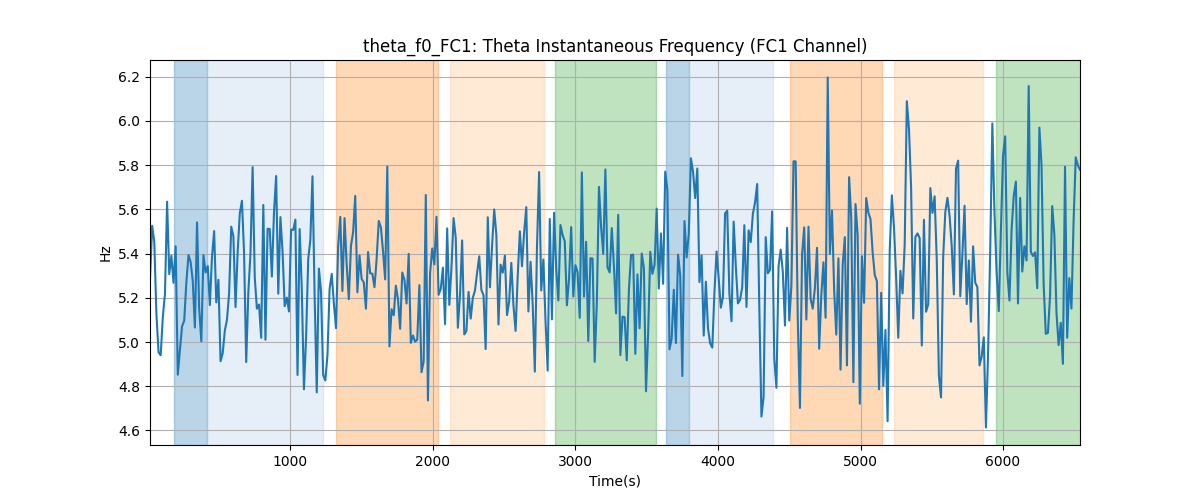 theta_f0_FC1: Theta Instantaneous Frequency (FC1 Channel)
6.2
6.0
5.8
5.6
5.4
5.2
5.0
4.8
4.6
Hz
1000 2000 3000 4000 5000 6000
Time(s)